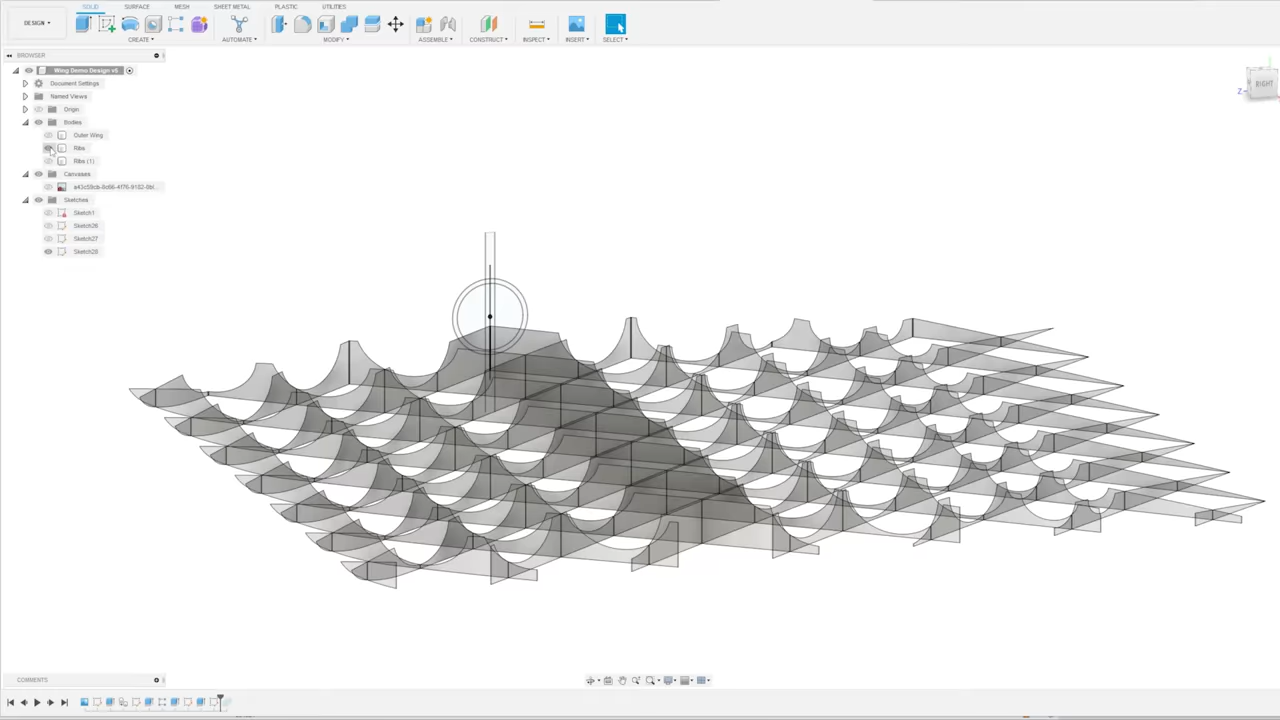 SOLID SURFACE MESH SHEET METAL PLASTIC UTILITIES
DESIGN
CREATE AUTOMATE MODIFY ASSEMBLE CONSTRUCT INSPECT INSERT SELECT
BROWSER
Wing Demo Design v5
Document Settings
Named Views
Origin
Bodies
Outer Wing
Ribs
Ribs (1)
Canvases
Sketches
Sketch1
Sketch26
Sketch27
Sketch28
RIGHT
Z
COMMENTS